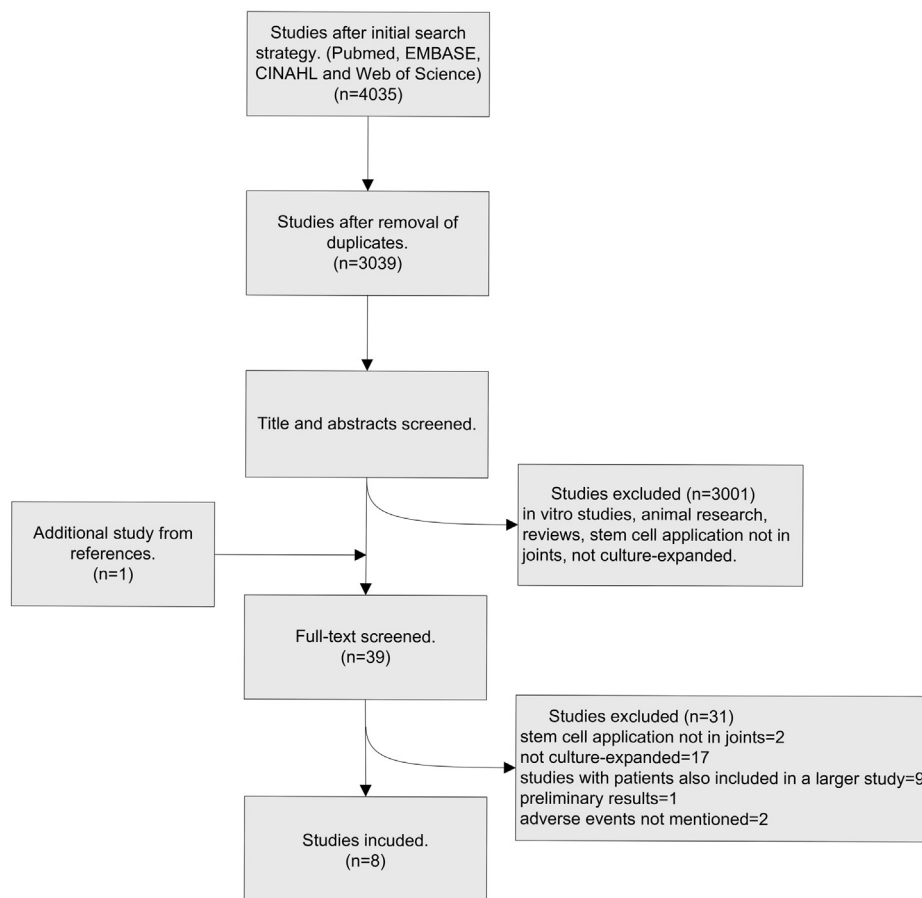 Studies after initial search
strategy. (Pubmed, EMBASE,
CINAHL and Web of Science)
(n=4035)
Studies after removal of
duplicates.
(n=3039)
Title and abstracts screened.
Studies excluded (n=3001)
in vitro studies, animal research,
reviews, stem cell application not in
joints, not culture-expanded.
Additional study from
references.
(n=1)
Full-text screened.
(n=39)
Studies excluded (n=31)
stem cell application not in joints=2
not culture-expanded=17
studies with patients also included in a larger study=9
preliminary results=1
adverse events not mentioned=2
Studies incuded.
(n=8)